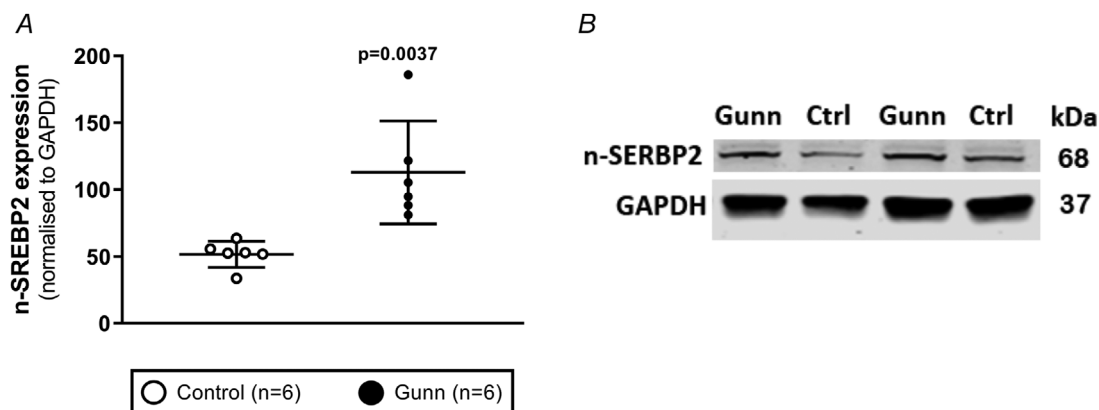 A
n-SREBP2 expression
(normalised to GAPDH)
200
150
100
50
0
p=0.0037
Control (n=6)
Gunn (n=6)
B
Gunn Ctrl Gunn Ctrl kDa
n-SERBP2 68
GAPDH 37